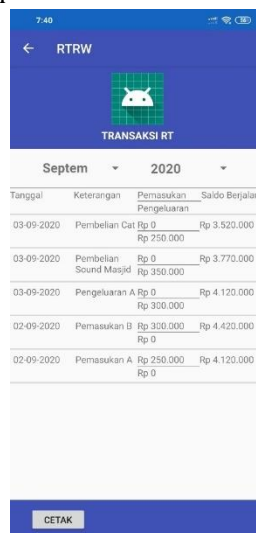 7:40
58
← RTRW
TRANSAKSI RT
Septem 2020
Tanggal Keterangan Pemasukan Saldo Berjalan
Pengeluaran
03-09-2020 Pembelian Cat Rp 0 Rp 3.520.000
Rp 250.000
03-09-2020 Pembelian Sound Masjid Rp 0 Rp 3.770.000
Rp 350.000
03-09-2020 Pengeluaran A Rp 0 Rp 4.120.000
Rp 300.000
02-09-2020 Pemasukan B Rp 300.000 Rp 4.420.000
Rp 0
02-09-2020 Pemasukan A Rp 250.000 Rp 4.120.000
Rp 0
CETAK